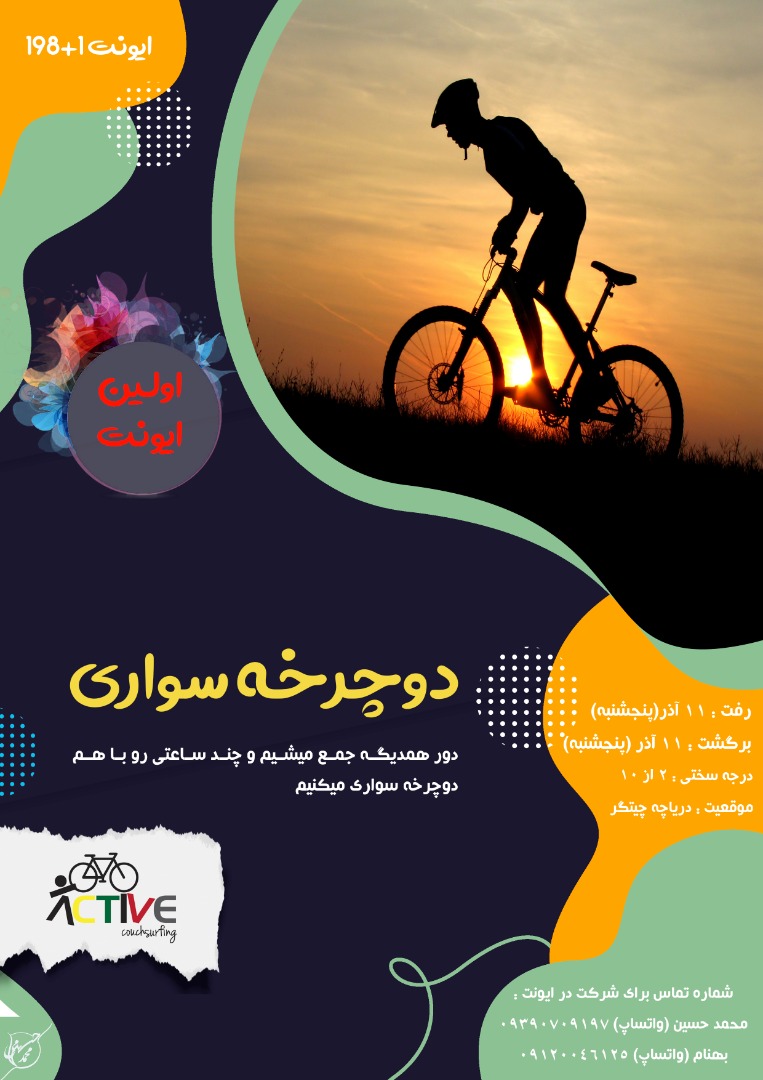 ایونت 1+198
اولین
ایونت
دوچرخه سواری
دور همدیگه جمع میشیم و چند ساعتی رو با هم
دوچرخه سواری میکنیم
رفت : ۱۱ آذر(پنجشنبه)
برگشت : ۱۱ آذر (پنجشنبه)
درجه سختی : ۲ از ۱۰
موقعیت : دریاچه چیتگر
ACTIVE
couchsurfing
شماره تماس برای شرکت در ایونت :
محمد حسین (واتساپ) ۰۹۳۹۰۷۰۹۱۹۷
بهنام (واتساپ) ۰۹۱۲۰۰٤٦۱۲۵